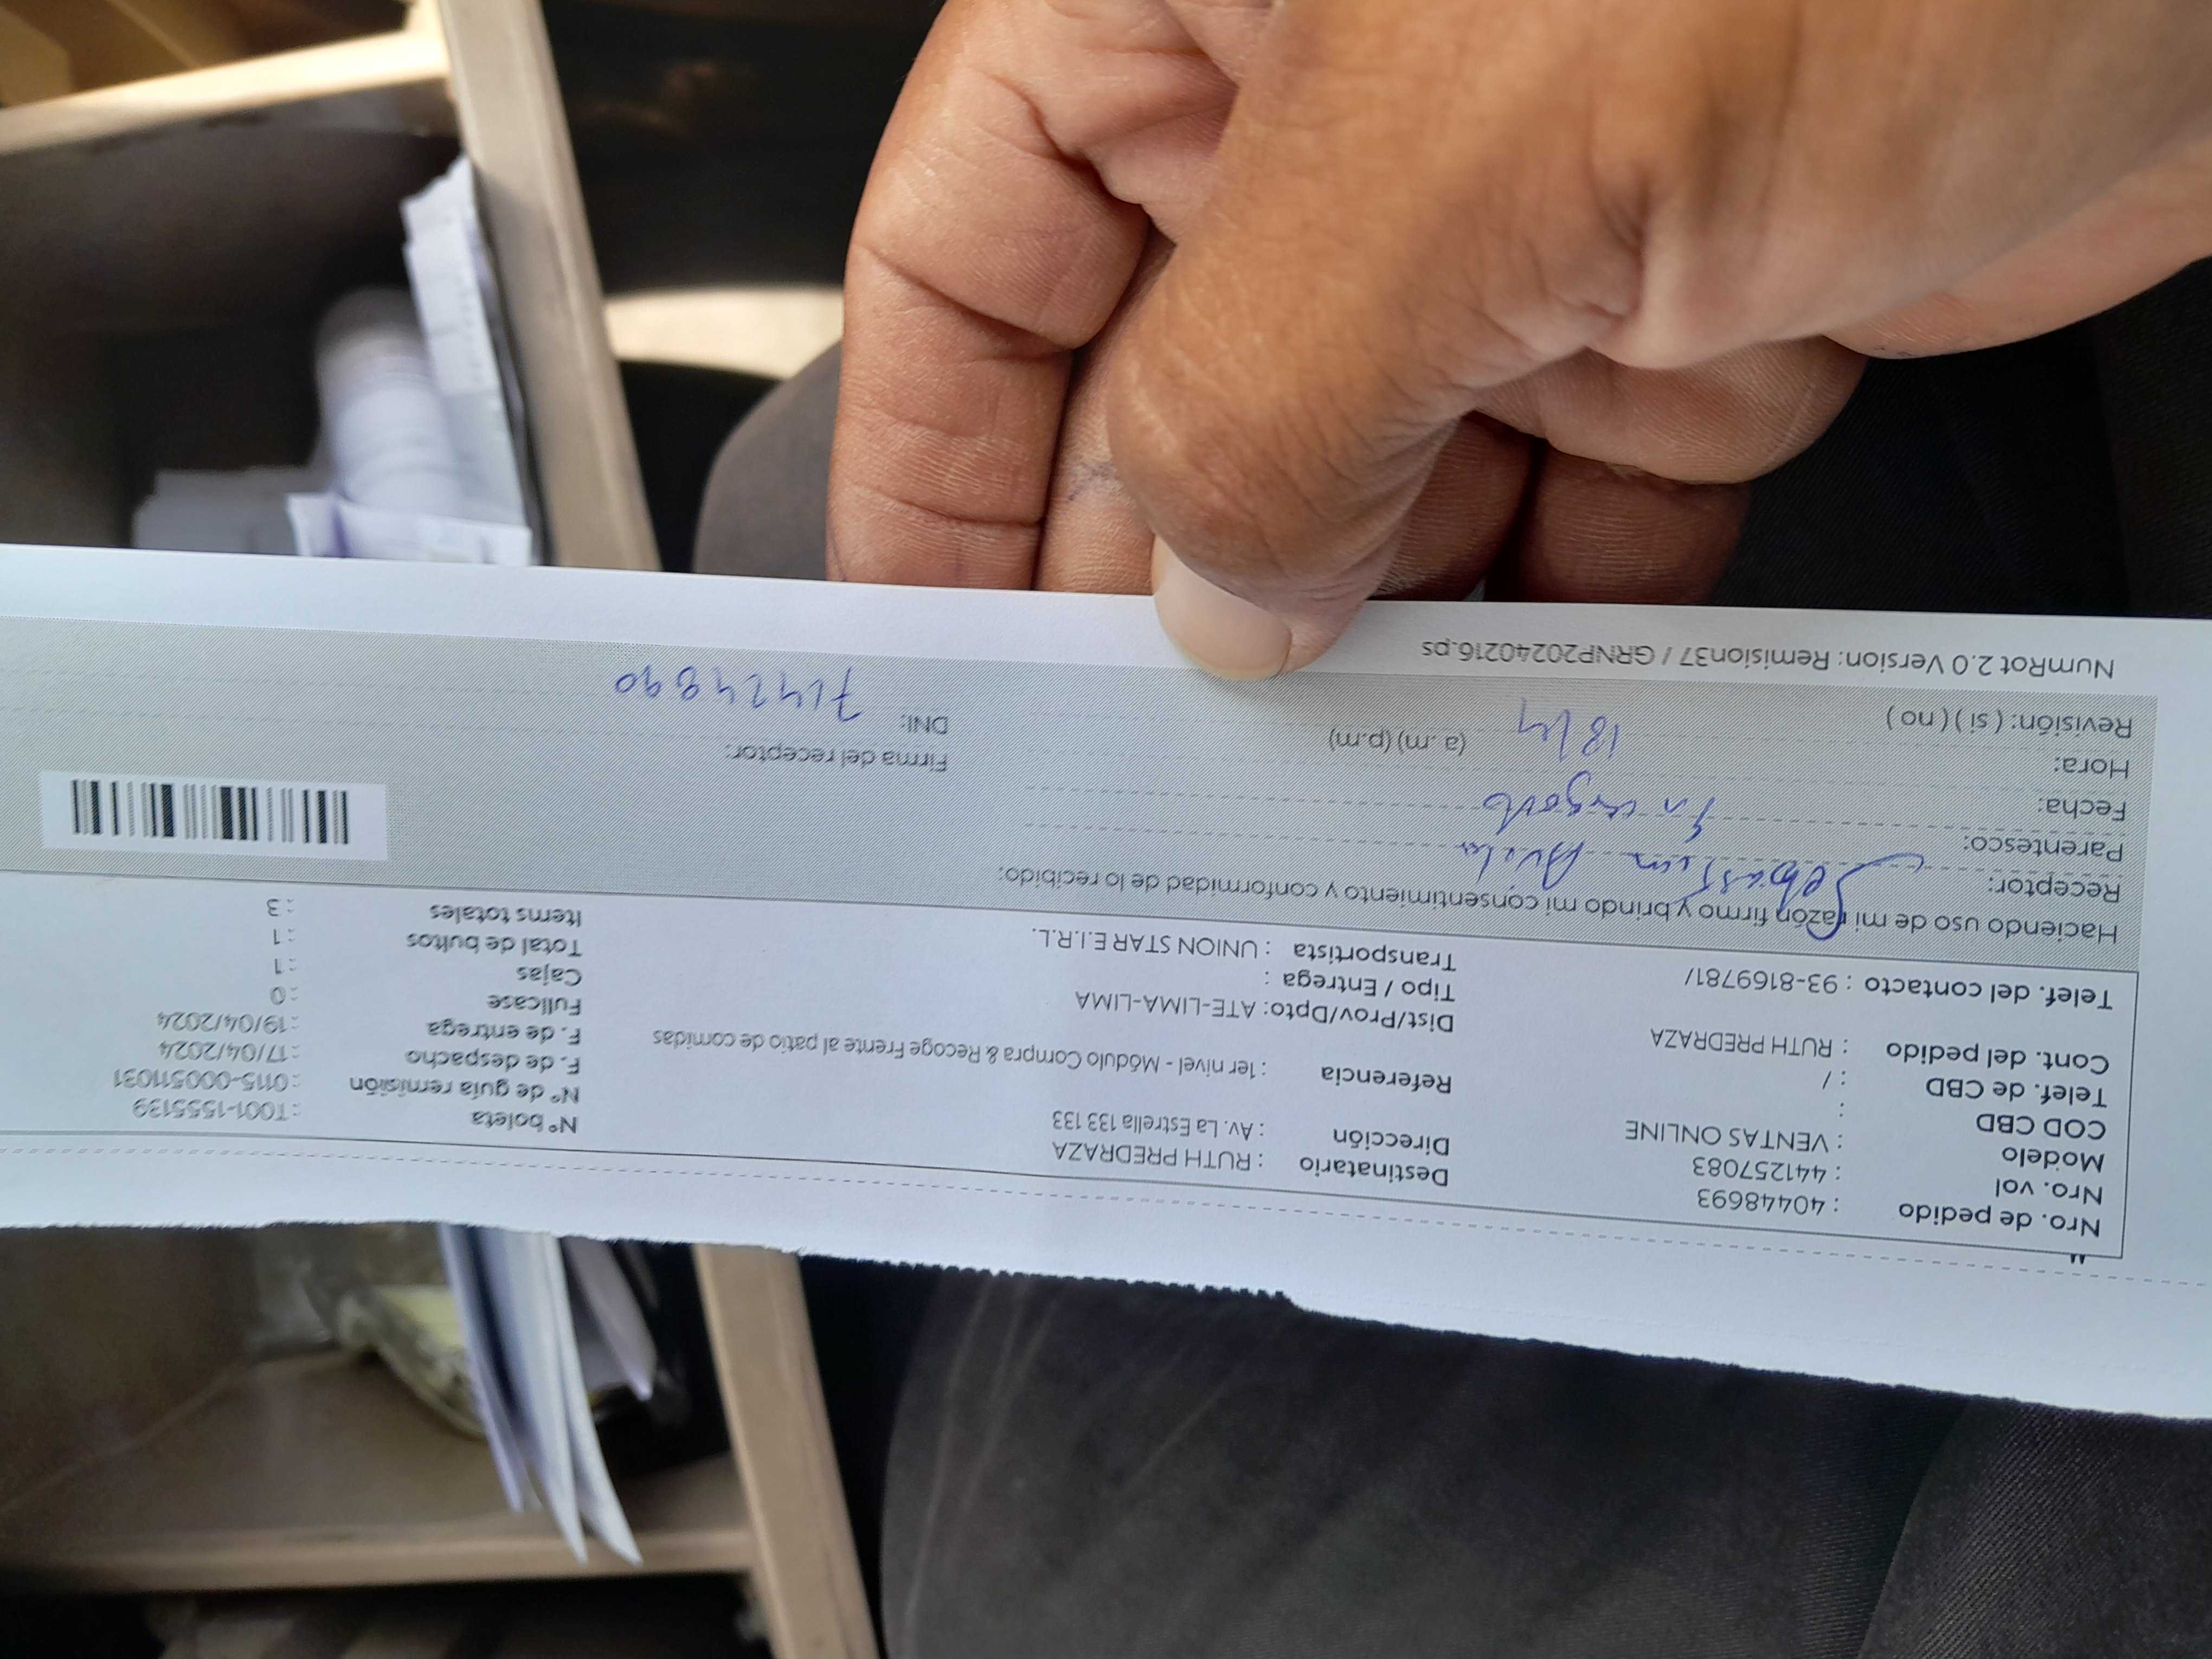 Nro. de pedido : 40448693
Nro. vol : 441257083
Modelo : VENTAS ONLINE
COD CBD :
Telef. de CBD : /
Cont. del pedido : RUTH PREDRAZA
Telef. del contacto : 93-8169781/
Destinatario : RUTH PREDRAZA
Dirección : Av. La Estrella 133 133
Referencia : 1er nivel - Módulo Compra & Recoge Frente al patio de comidas
Dist/Prov/Dpto: ATE-LIMA-LIMA
Tipo / Entrega :
Transportista : UNION STAR E.I.R.L.
N° boleta : T001-1555139
N° de guia remisión : 0115-000511031
F. de despacho : 17/04/2024
F. de entrega : 19/04/2024
Fullcase : 0
Cajas : 1
Total de bultos : 1
Items totales : 3
Haciendo uso de mi razón firmo y brindo mi consentimiento y conformidad de lo recibido:
Receptor: Sebastian Avila
Parentesco: Encargado
Fecha: 18/4
Hora: (a. m) (p.m)
Revisión: ( si ) ( no )
Firma del receptor:
DNI: 71424890
NumRot 2.0 Version: Remision37 / GRNP20240216.ps